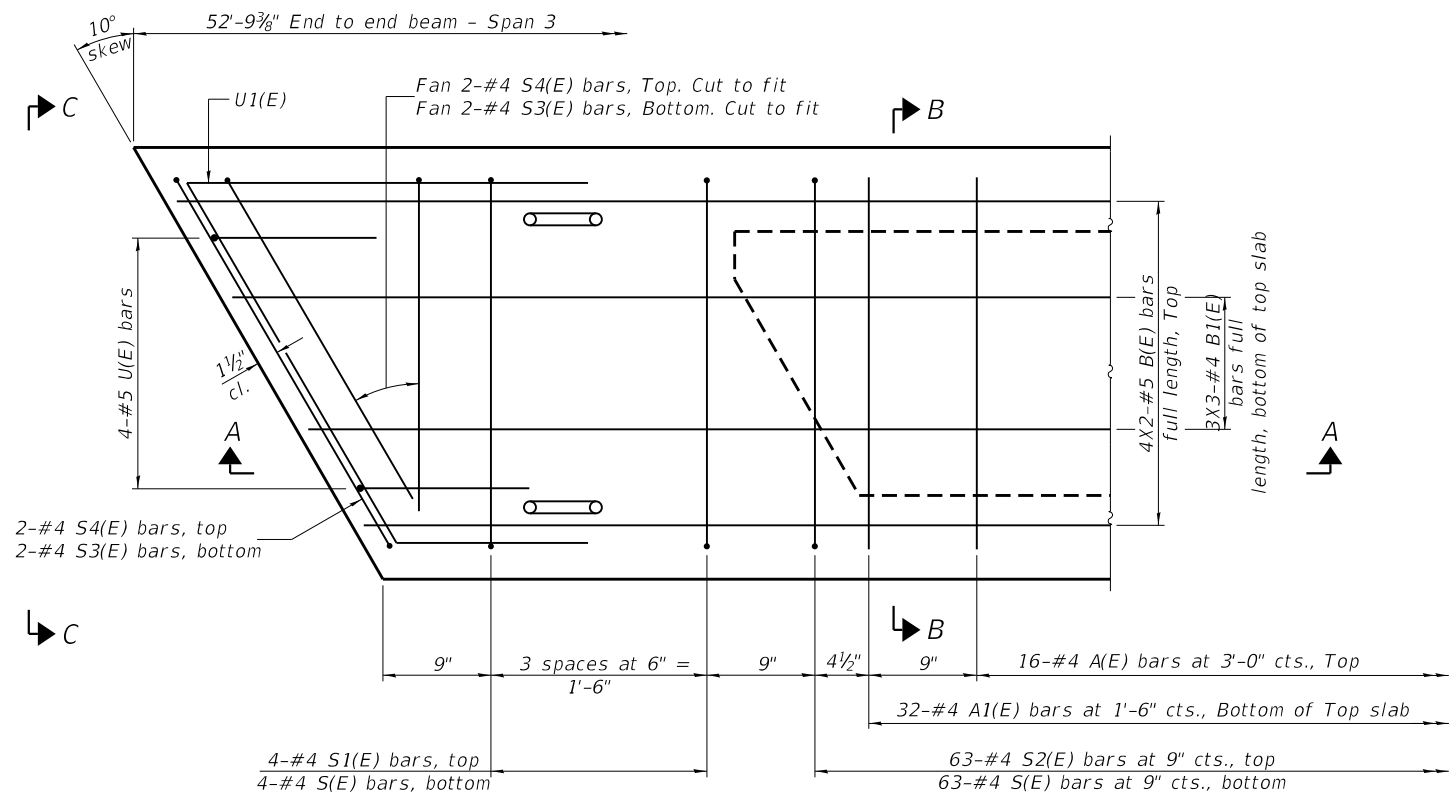 10°
skew
52'-9⅜" End to end beam - Span 3
U1(E)
Fan 2-#4 S4(E) bars, Top. Cut to fit
Fan 2-#4 S3(E) bars, Bottom. Cut to fit
C
B
4-#5 U(E) bars
1½"
cl.
A
4X2-#5 B(E) bars
full length, Top
3X3-#4 B1(E)
bars full
length, bottom of top slab
A
2-#4 S4(E) bars, top
2-#4 S3(E) bars, bottom
C
B
9"
3 spaces at 6" =
1'-6"
9"
4½"
9"
16-#4 A(E) bars at 3'-0" cts., Top
32-#4 A1(E) bars at 1'-6" cts., Bottom of Top slab
4-#4 S1(E) bars, top
4-#4 S(E) bars, bottom
63-#4 S2(E) bars at 9" cts., top
63-#4 S(E) bars at 9" cts., bottom